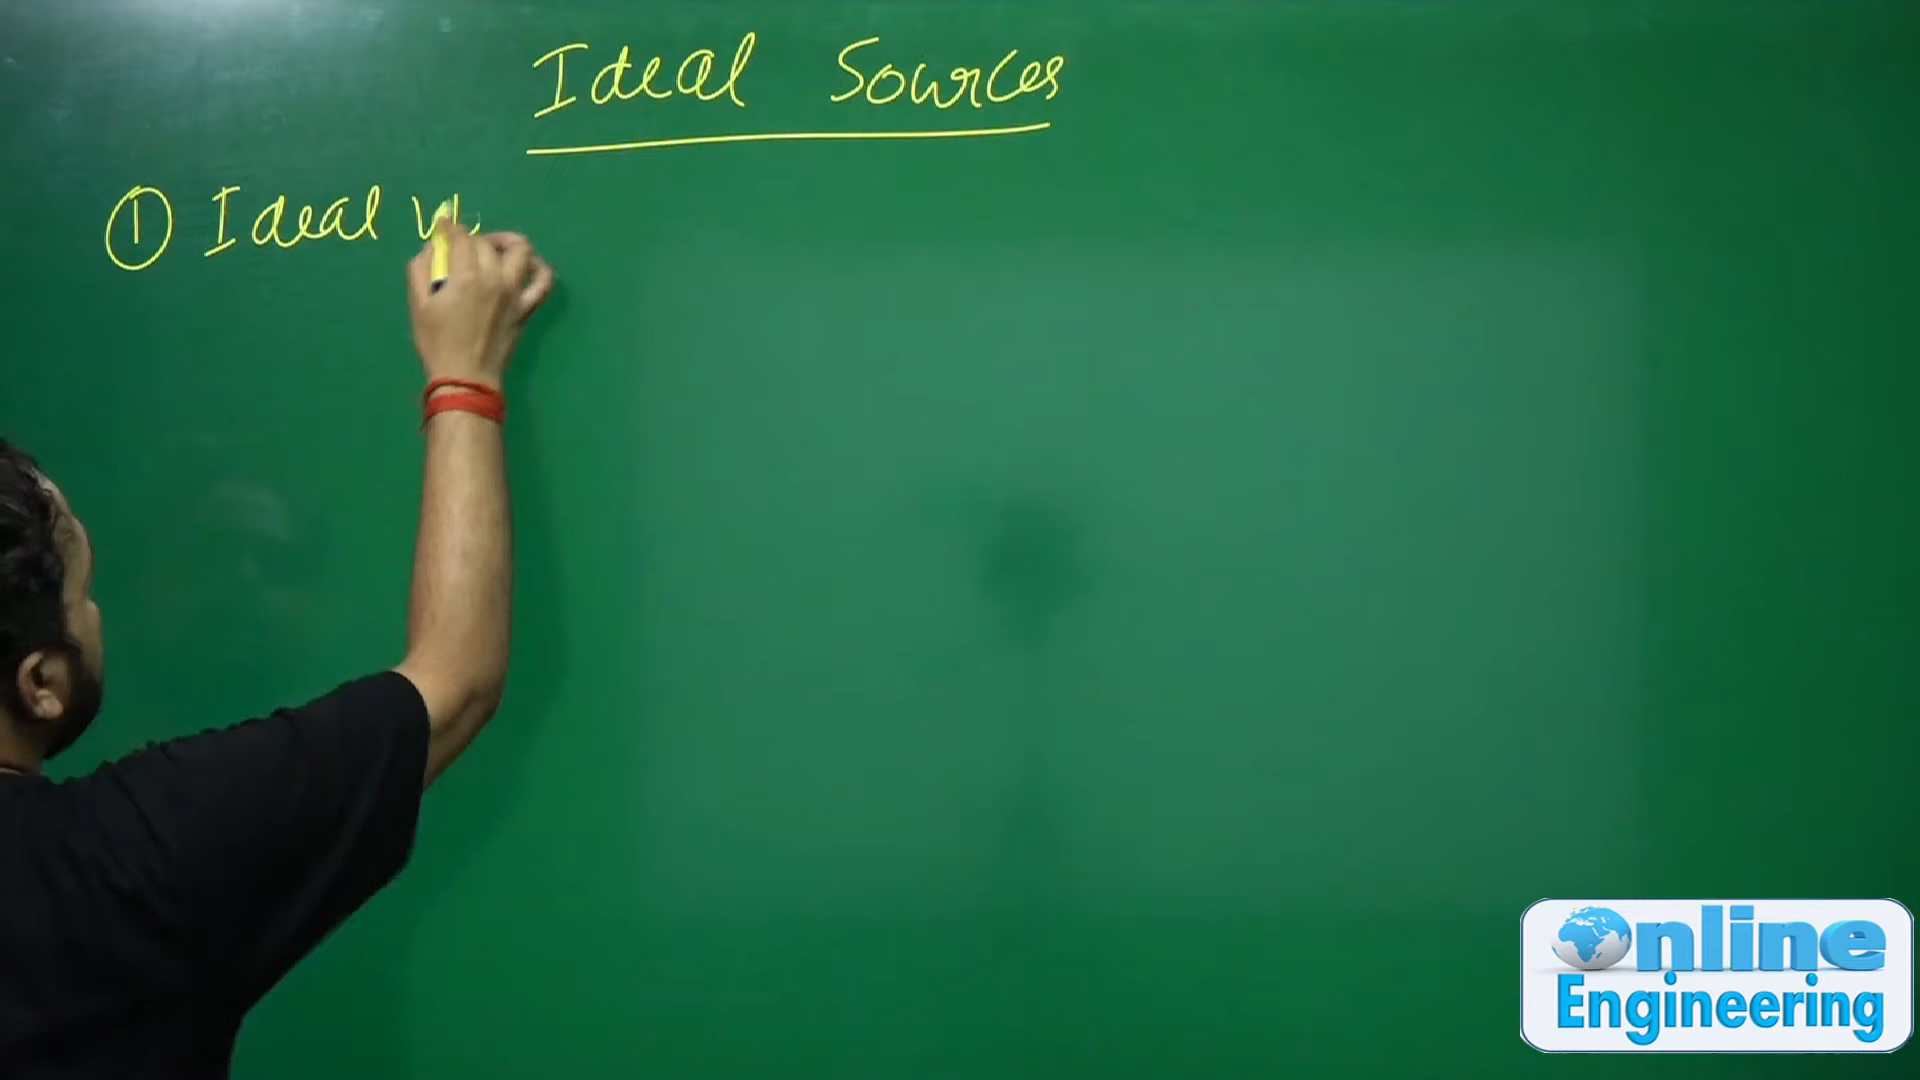 Ideal Sources
① Ideal
Online
Engineering